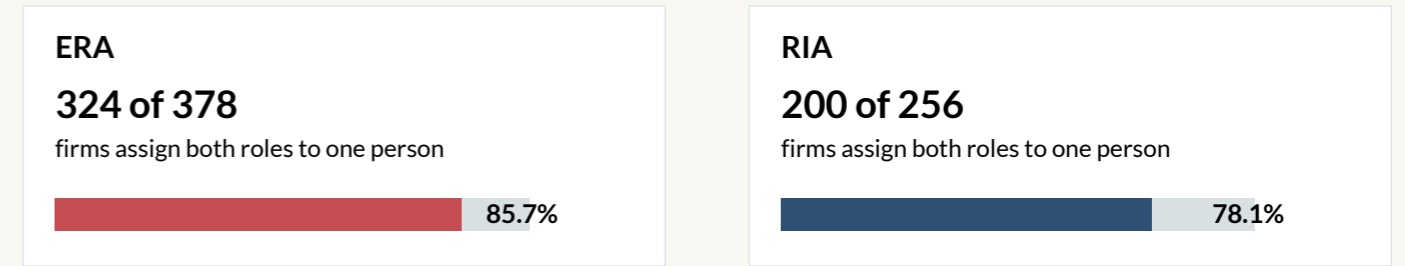 ERA
324 of 378
firms assign both roles to one person
85.7%
RIA
200 of 256
firms assign both roles to one person
78.1%